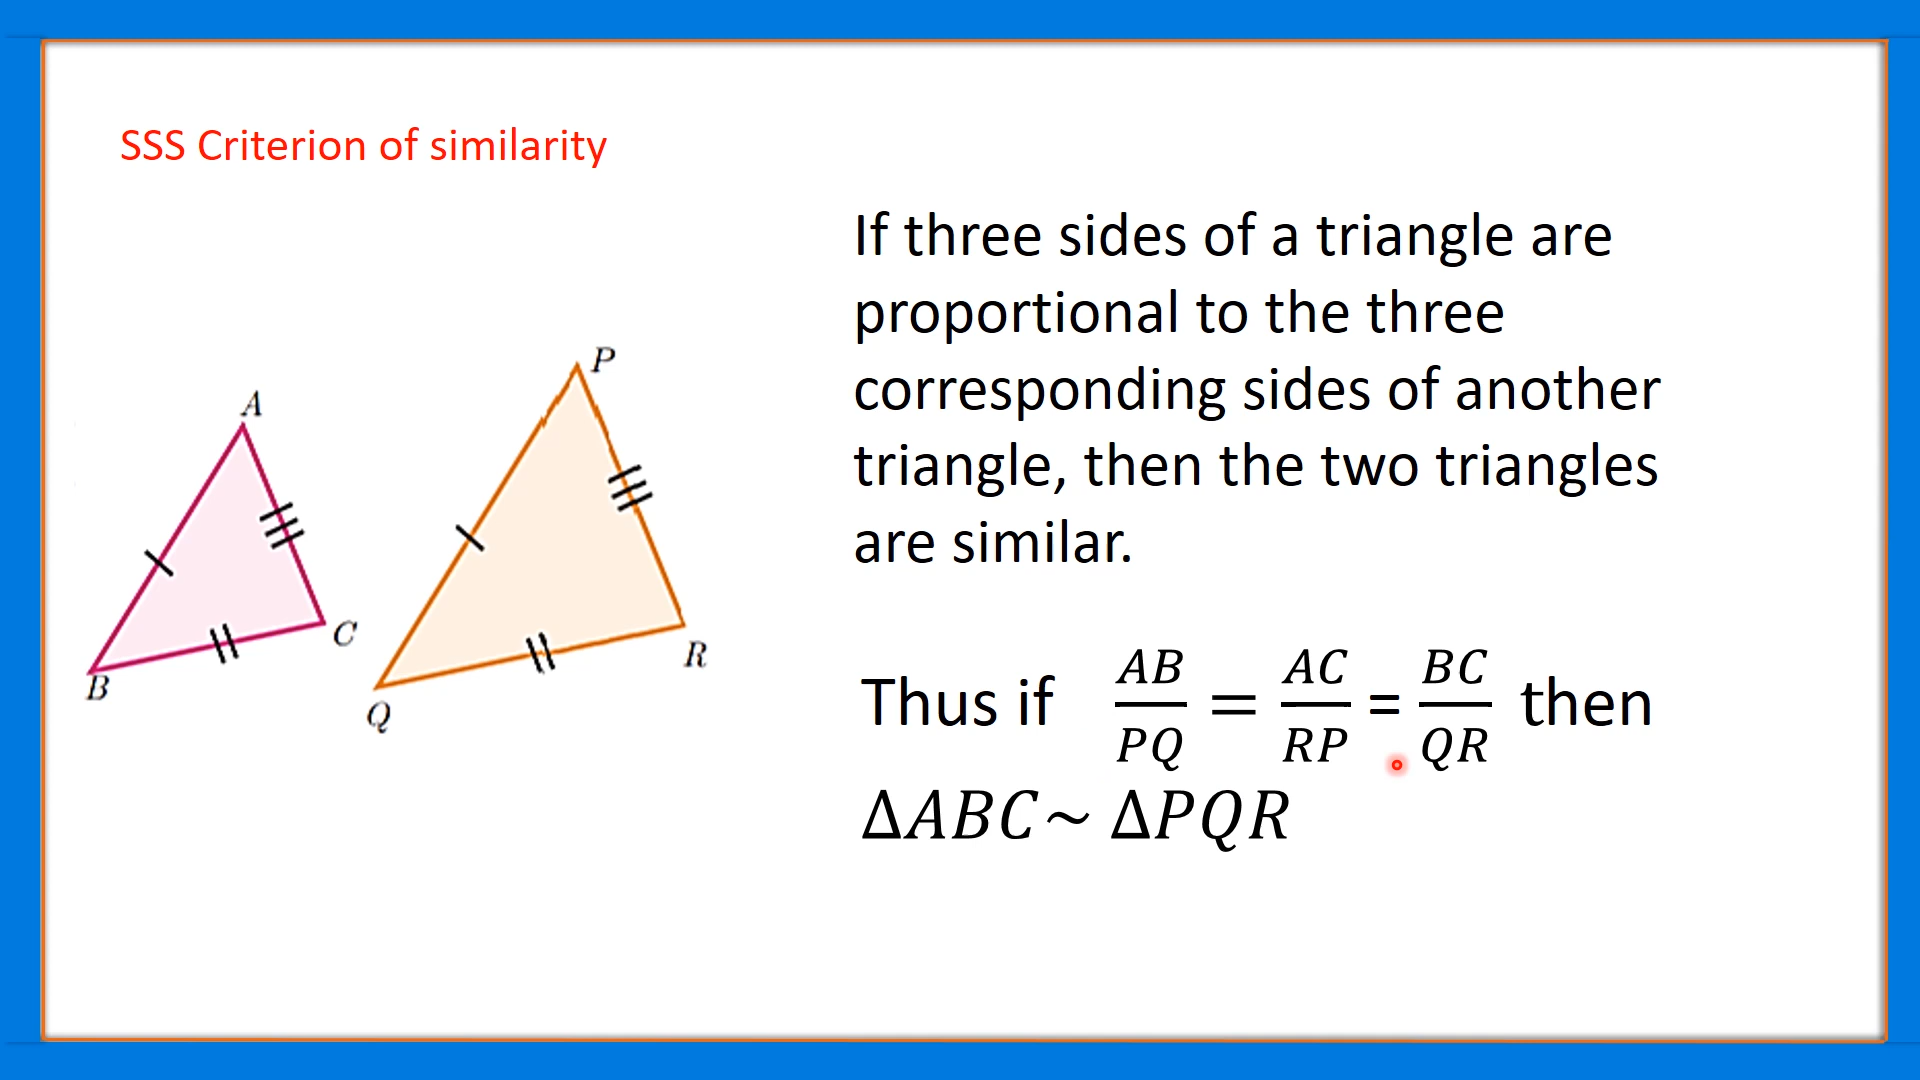 SSS Criterion of similarity
If three sides of a triangle are
proportional to the three
corresponding sides of another
triangle, then the two triangles
are similar.
Thus if AB/PQ = AC/RP = BC/QR then
ΔABC~ ΔPQR
A
B
C
P
Q
R